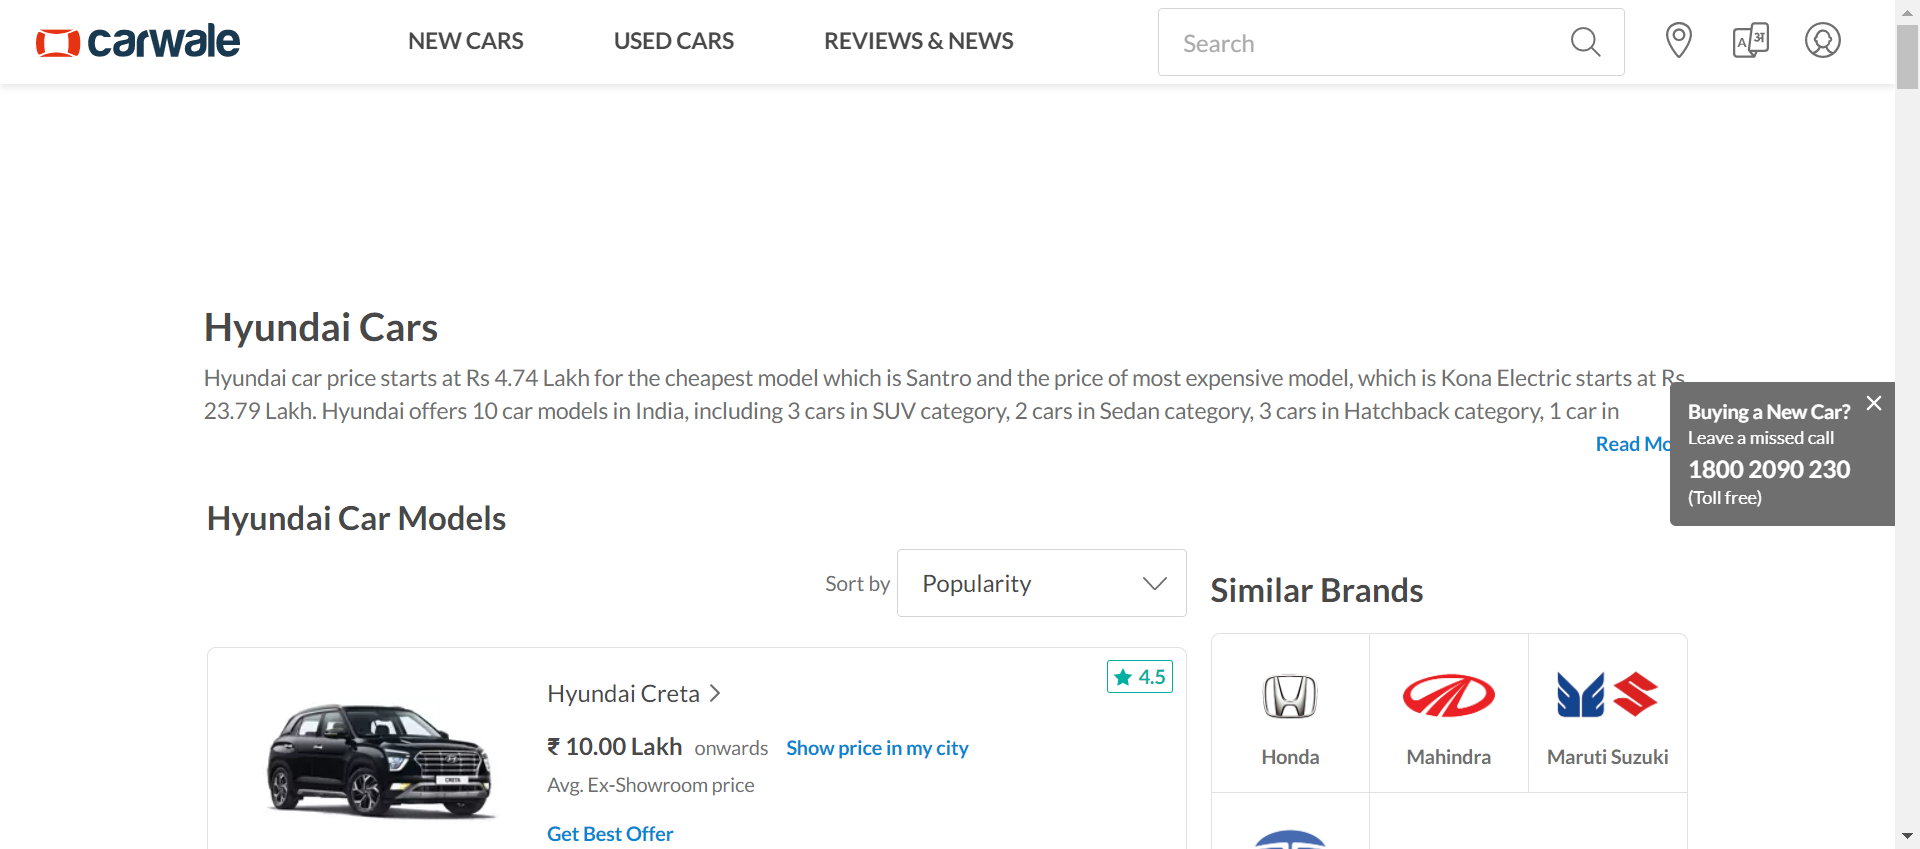 carwale
NEW CARS
USED CARS
REVIEWS & NEWS
Search
A
अ
Hyundai Cars
Hyundai car price starts at Rs 4.74 Lakh for the cheapest model which is Santro and the price of most expensive model, which is Kona Electric starts at Rs
23.79 Lakh. Hyundai offers 10 car models in India, including 3 cars in SUV category, 2 cars in Sedan category, 3 cars in Hatchback category, 1 car in
Read Mo
Buying a New Car?
Leave a missed call
1800 2090 230
(Toll free)
Hyundai Car Models
Sort by
Popularity
Similar Brands
4.5
Hyundai Creta
₹ 10.00 Lakh onwards Show price in my city
Avg. Ex-Showroom price
Get Best Offer
CRETA
Honda
Mahindra
Maruti Suzuki